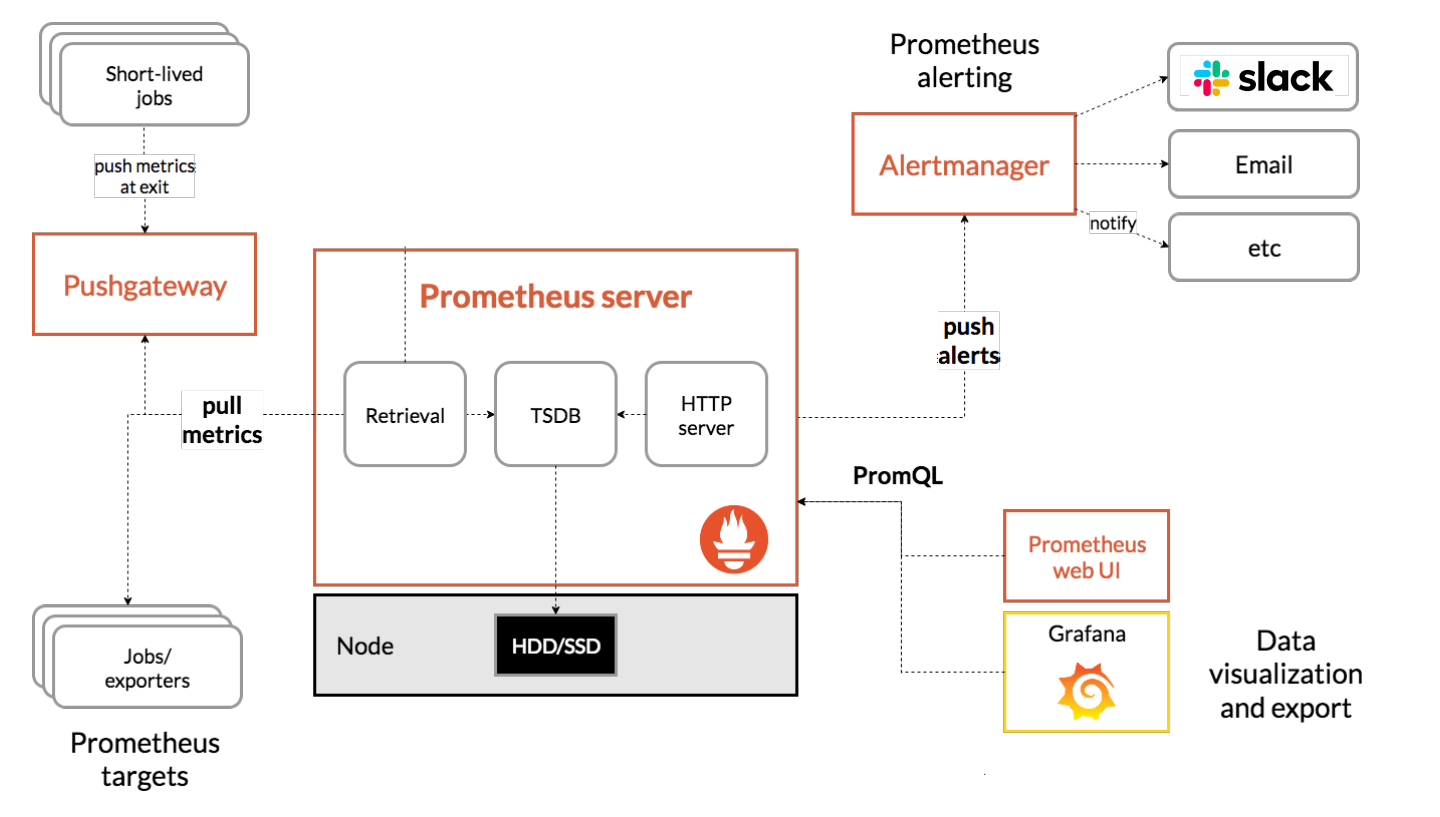 Short-lived
jobs
push metrics
at exit
Pushgateway
pull
metrics
Jobs/
exporters
Prometheus
targets
Prometheus server
Retrieval
TSDB
HTTP
server
Node
HDD/SSD
Prometheus
alerting
Alertmanager
slack
Email
notify
etc
push
alerts
PromQL
Prometheus
web UI
Grafana
Data
visualization
and export